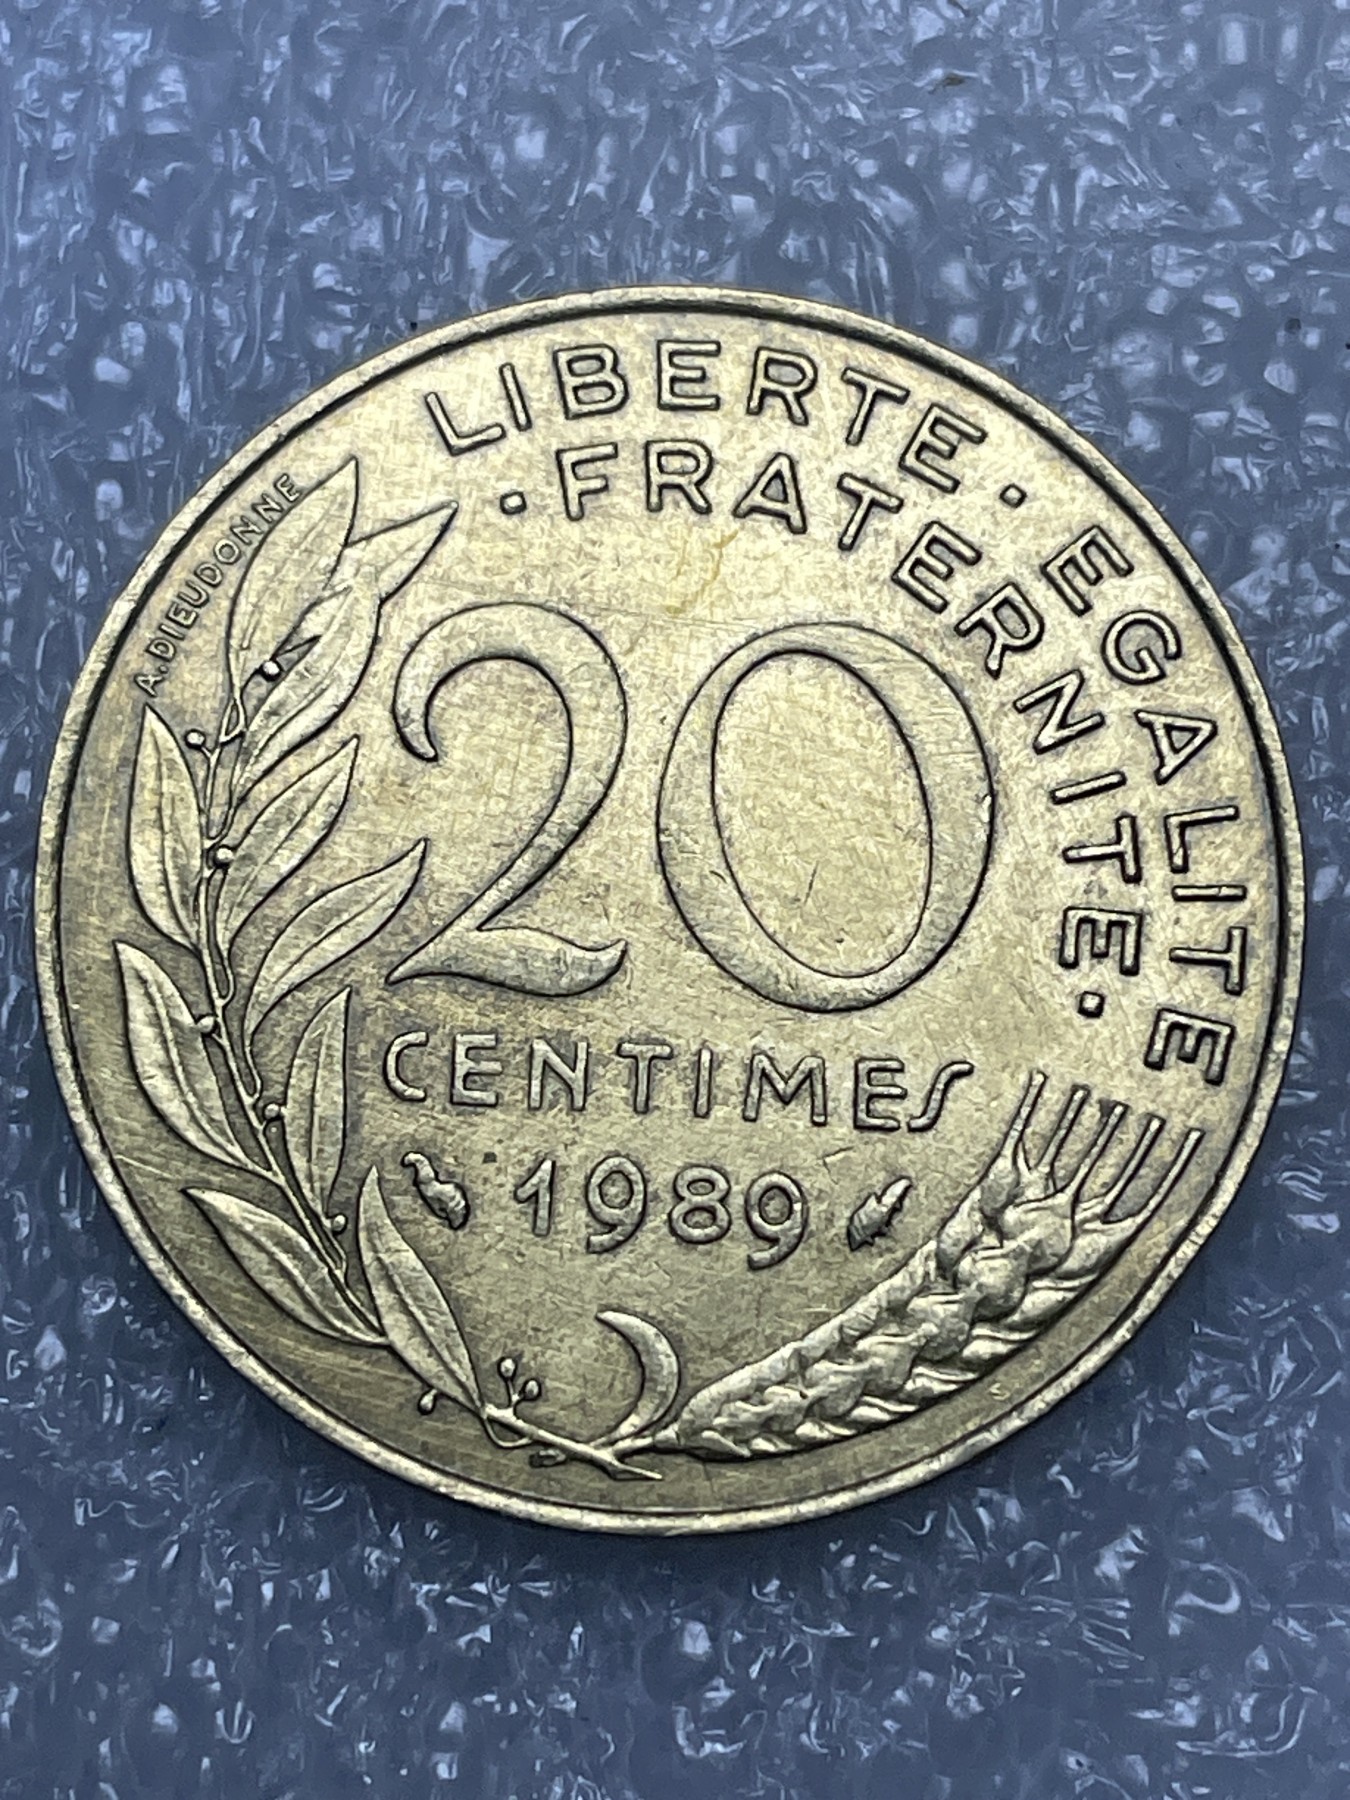 LIBERTE · EGALITE
· FRATERNITE ·
A. DIEUDONNE
20
CENTIMES
1989